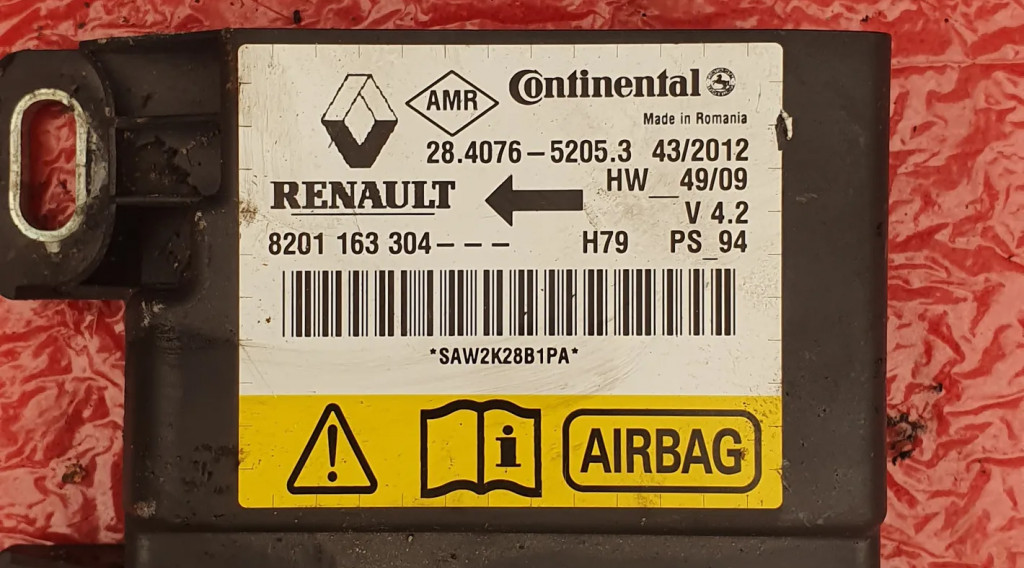 AMR
Continental
Made in Romania
28.4076-5205.3 43/2012
HW_49/09
RENAULT
V 4.2
8201 163 304--- H79 PS_94
*SAW2K28B1PA*
i
AIRBAG